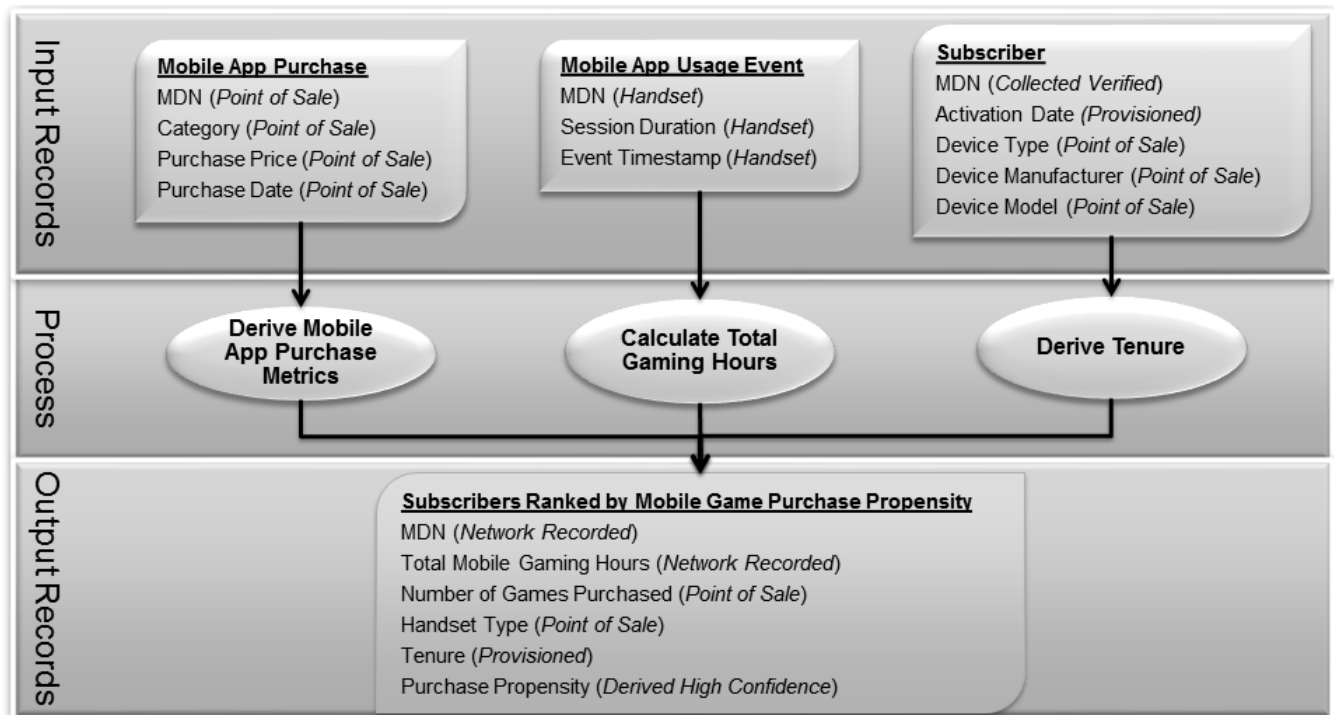 Input Records
Mobile App Purchase
MDN (Point of Sale)
Category (Point of Sale)
Purchase Price (Point of Sale)
Purchase Date (Point of Sale)
Mobile App Usage Event
MDN (Handset)
Session Duration (Handset)
Event Timestamp (Handset)
Subscriber
MDN (Collected Verified)
Activation Date (Provisioned)
Device Type (Point of Sale)
Device Manufacturer (Point of Sale)
Device Model (Point of Sale)
Process
Derive Mobile
App Purchase
Metrics
Calculate Total
Gaming Hours
Derive Tenure
Output Records
Subscribers Ranked by Mobile Game Purchase Propensity
MDN (Network Recorded)
Total Mobile Gaming Hours (Network Recorded)
Number of Games Purchased (Point of Sale)
Handset Type (Point of Sale)
Tenure (Provisioned)
Purchase Propensity (Derived High Confidence)